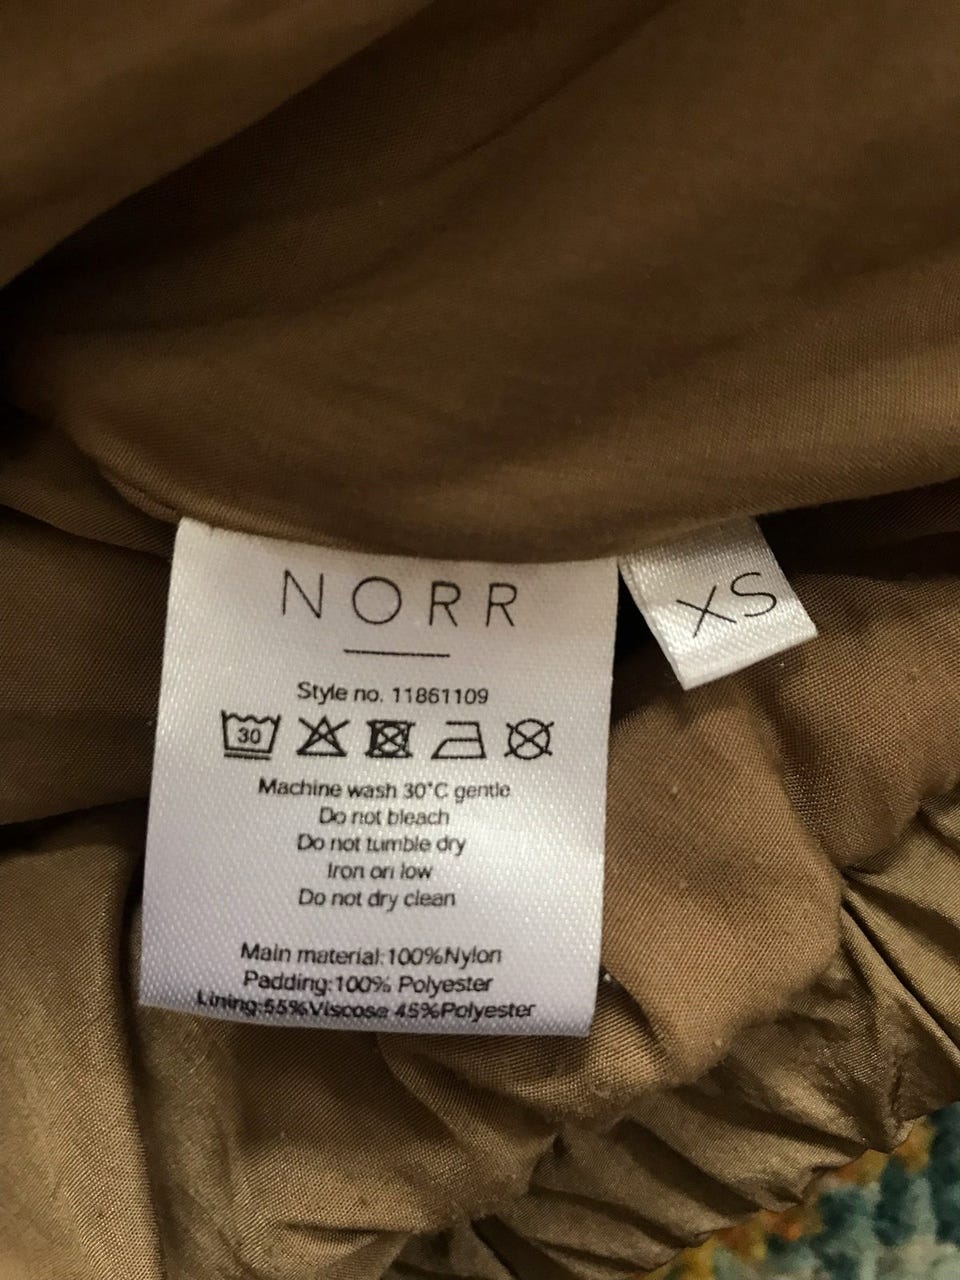 NORR
XS
Style no. 11861109
30
Machine wash 30°C gentle
Do not bleach
Do not tumble dry
Iron on low
Do not dry clean
Main material:100%Nylon
Padding:100% Polyester
Lining:55%Viscose 45%Polyester